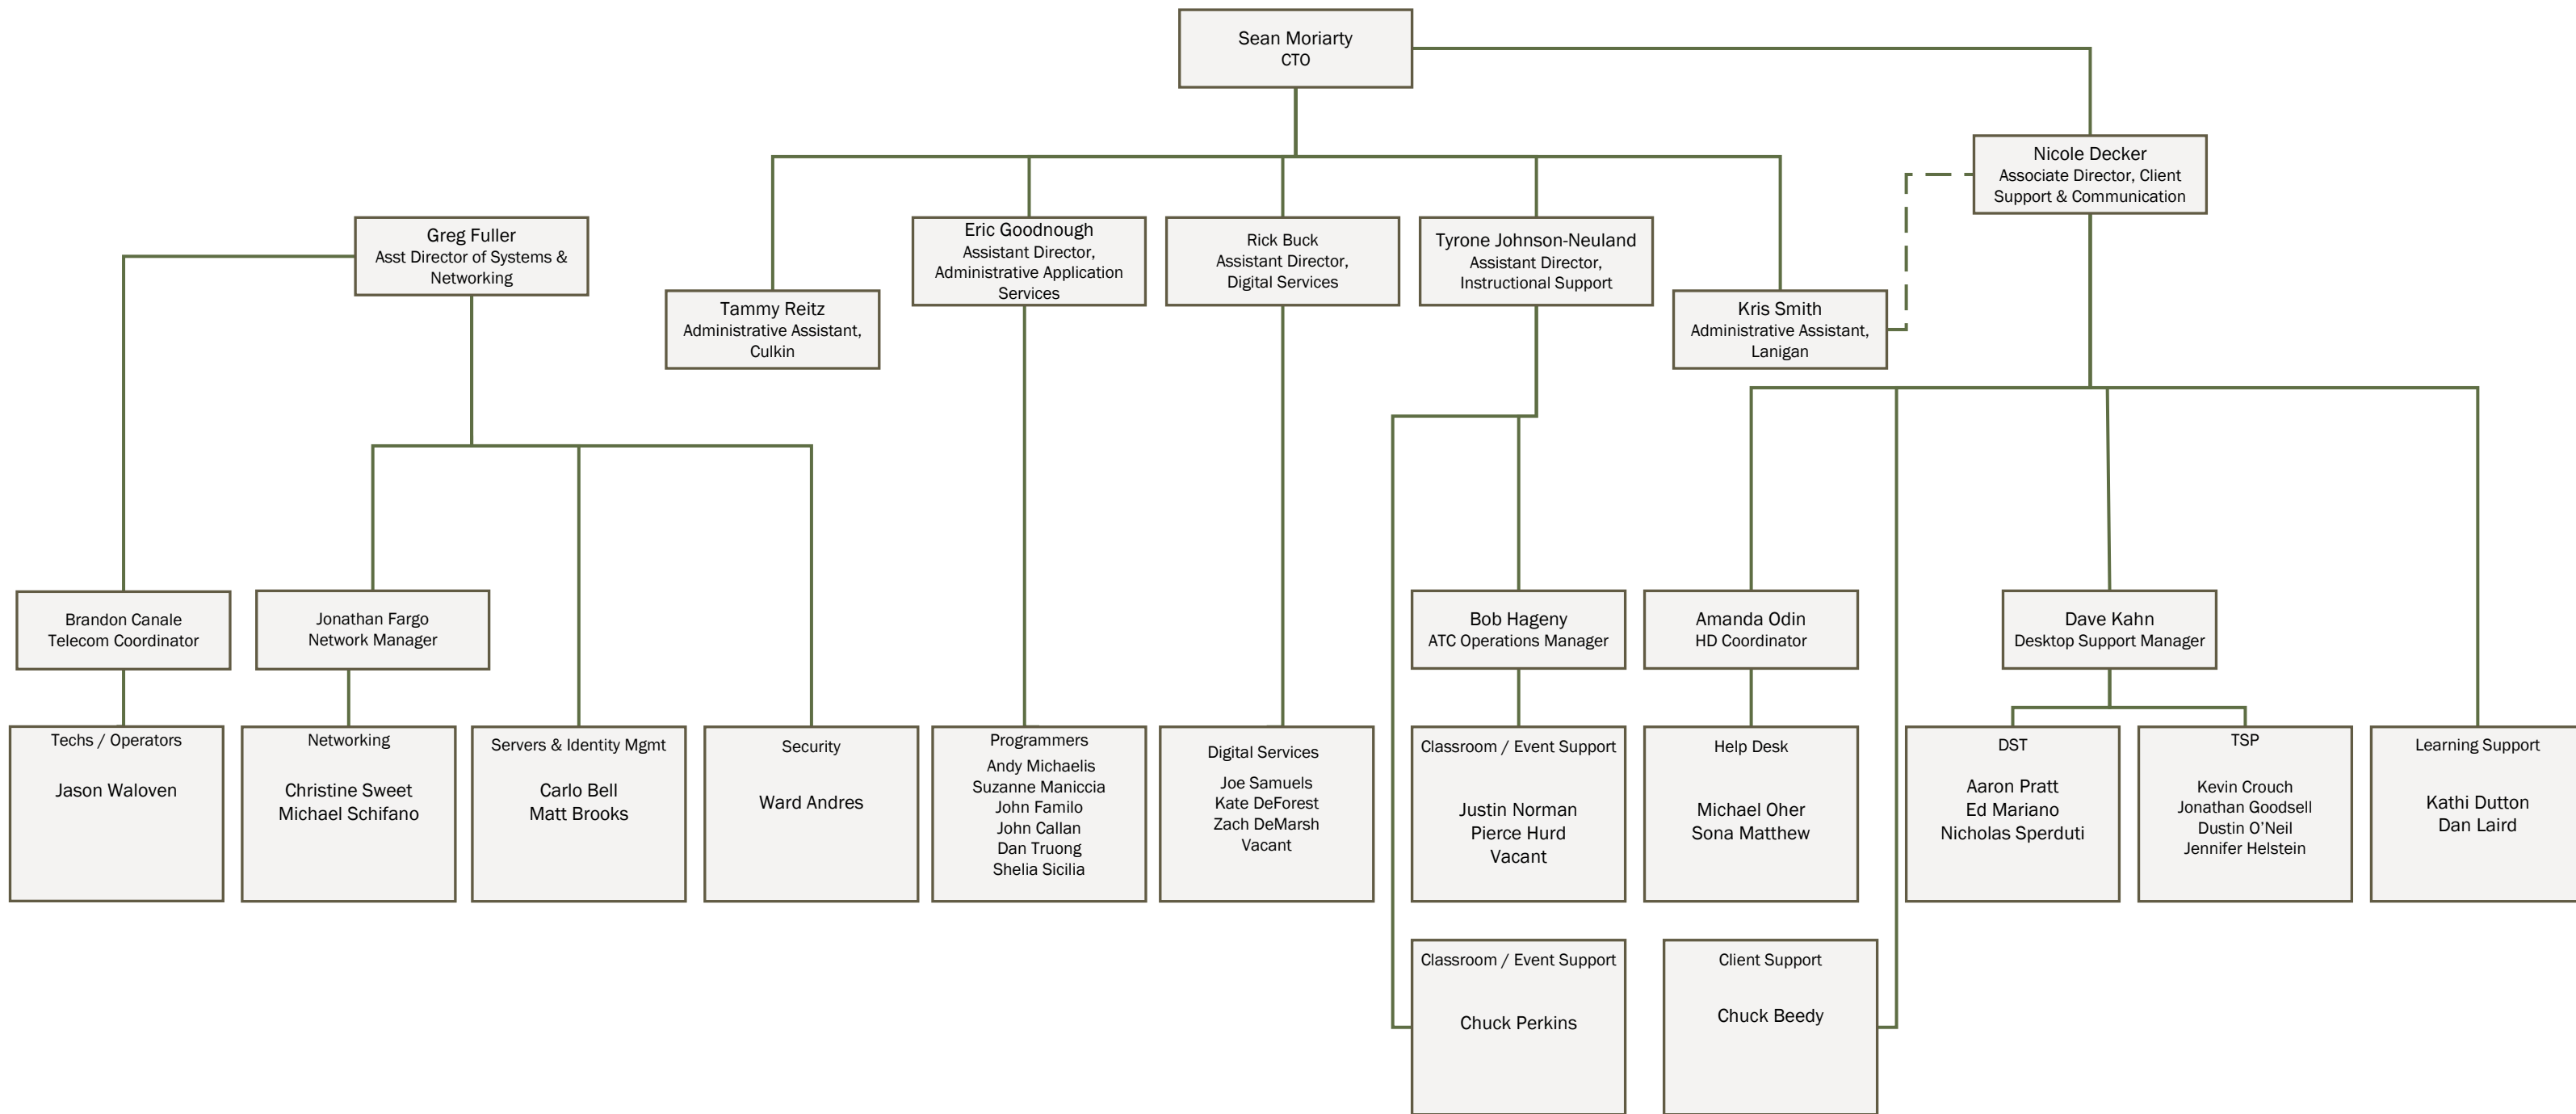 Sean Moriarty
CTO
Nicole Decker
Associate Director, Client
Support & Communication
Greg Fuller
Asst Director of Systems &
Networking
Tammy Reitz
Administrative Assistant,
Culkin
Eric Goodnough
Assistant Director,
Administrative Application
Services
Rick Buck
Assistant Director,
Digital Services
Tyrone Johnson-Neuland
Assistant Director,
Instructional Support
Kris Smith
Administrative Assistant,
Lanigan
Brandon Canale
Telecom Coordinator
Jonathan Fargo
Network Manager
Bob Hageny
ATC Operations Manager
Amanda Odin
HD Coordinator
Dave Kahn
Desktop Support Manager
Techs / Operators
Jason Waloven
Networking
Christine Sweet
Michael Schifano
Servers & Identity Mgmt
Carlo Bell
Matt Brooks
Security
Ward Andres
Programmers
Andy Michaelis
Suzanne Maniccia
John Familo
John Callan
Dan Truong
Shelia Sicilia
Digital Services
Joe Samuels
Kate DeForest
Zach DeMarsh
Vacant
Classroom / Event Support
Justin Norman
Pierce Hurd
Vacant
Help Desk
Michael Oher
Sona Matthew
DST
Aaron Pratt
Ed Mariano
Nicholas Sperduti
TSP
Kevin Crouch
Jonathan Goodsell
Dustin O'Neil
Jennifer Helstein
Learning Support
Kathi Dutton
Dan Laird
Classroom / Event Support
Chuck Perkins
Client Support
Chuck Beedy